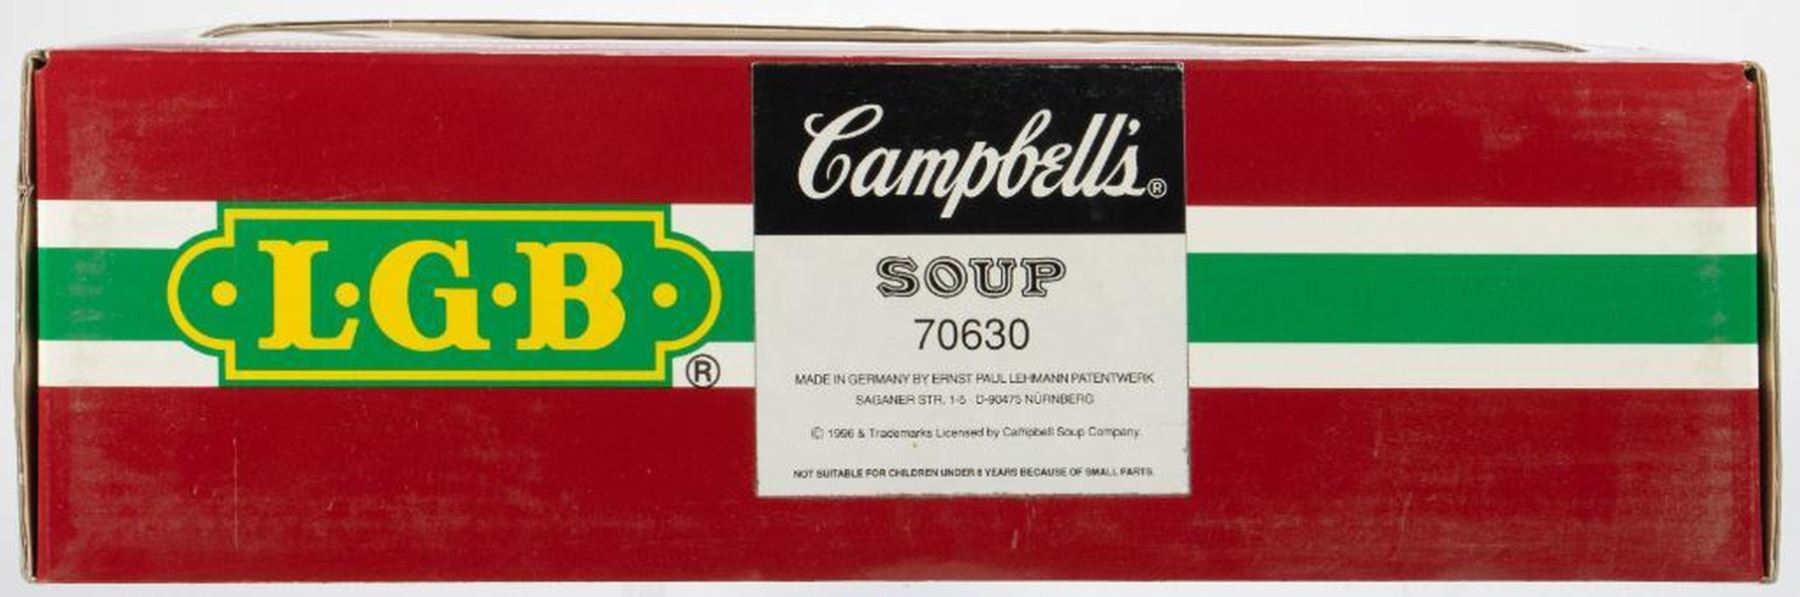 L·G·B
®
Campbell's®
SOUP
70630
MADE IN GERMANY BY ERNST PAUL LEHMANN PATENTWERK
SAGANER STR. 1-5 · D-90475 NÜRNBERG
© 1996 & Trademarks Licensed by Campbell Soup Company.
NOT SUITABLE FOR CHILDREN UNDER 8 YEARS BECAUSE OF SMALL PARTS.